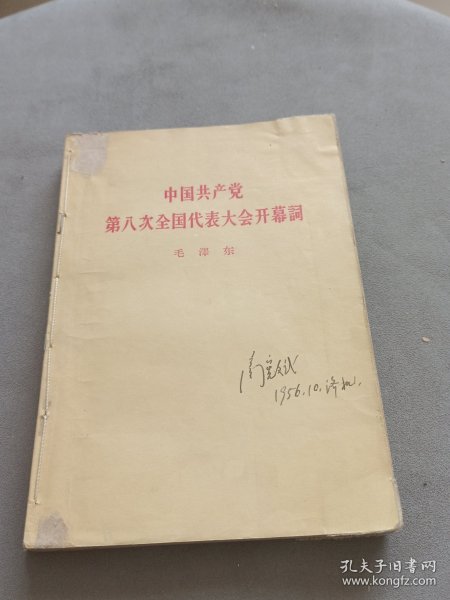 中国共产党
第八次全国代表大会开幕詞
毛澤东
1956.10.
孔夫子旧书网
www.kongfz.com